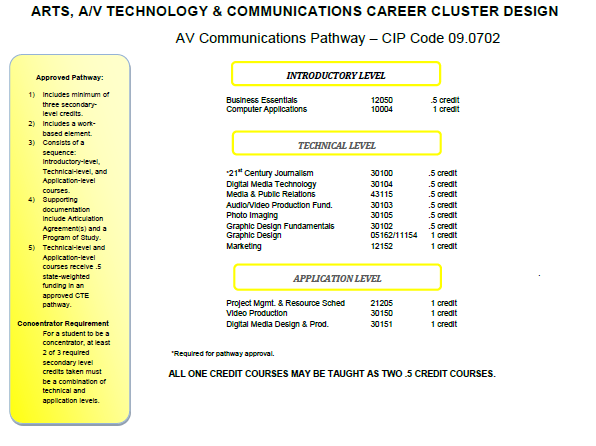 ARTS, A/V TECHNOLOGY & COMMUNICATIONS CAREER CLUSTER DESIGN
AV Communications Pathway – CIP Code 09.0702
Approved Pathway:
1) Includes minimum of
three secondary-
level credits.
2) Includes a work-
based element.
3) Consists of a
sequence:
Introductory-level,
Technical-level, and
Application-level
courses.
4) Supporting
documentation
include Articulation
Agreement(s) and a
Program of Study.
5) Technical-level and
Application-level
courses receive .5
state-weighted
funding in an
approved CTE
pathway.
Concentrator Requirement
For a student to be a
concentrator, at least
2 of 3 required
secondary level
credits taken must
be a combination of
technical and
application levels.
INTRODUCTORY LEVEL
Business Essentials 12050 .5 credit
Computer Applications 10004 1 credit
TECHNICAL LEVEL
*21st Century Journalism 30100 .5 credit
Digital Media Technology 30104 .5 credit
Media & Public Relations 43115 .5 credit
Audio/Video Production Fund. 30103 .5 credit
Photo Imaging 30105 .5 credit
Graphic Design Fundamentals 30102 .5 credit
Graphic Design 05162/11154 1 credit
Marketing 12152 1 credit
APPLICATION LEVEL
Project Mgmt. & Resource Sched 21205 1 credit
Video Production 30150 1 credit
Digital Media Design & Prod. 30151 1 credit
*Required for pathway approval.
ALL ONE CREDIT COURSES MAY BE TAUGHT AS TWO .5 CREDIT COURSES.